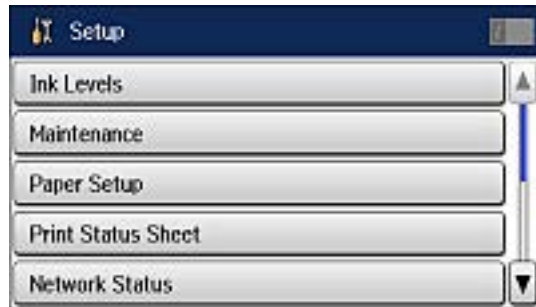 Setup
Ink Levels
Maintenance
Paper Setup
Print Status Sheet
Network Status